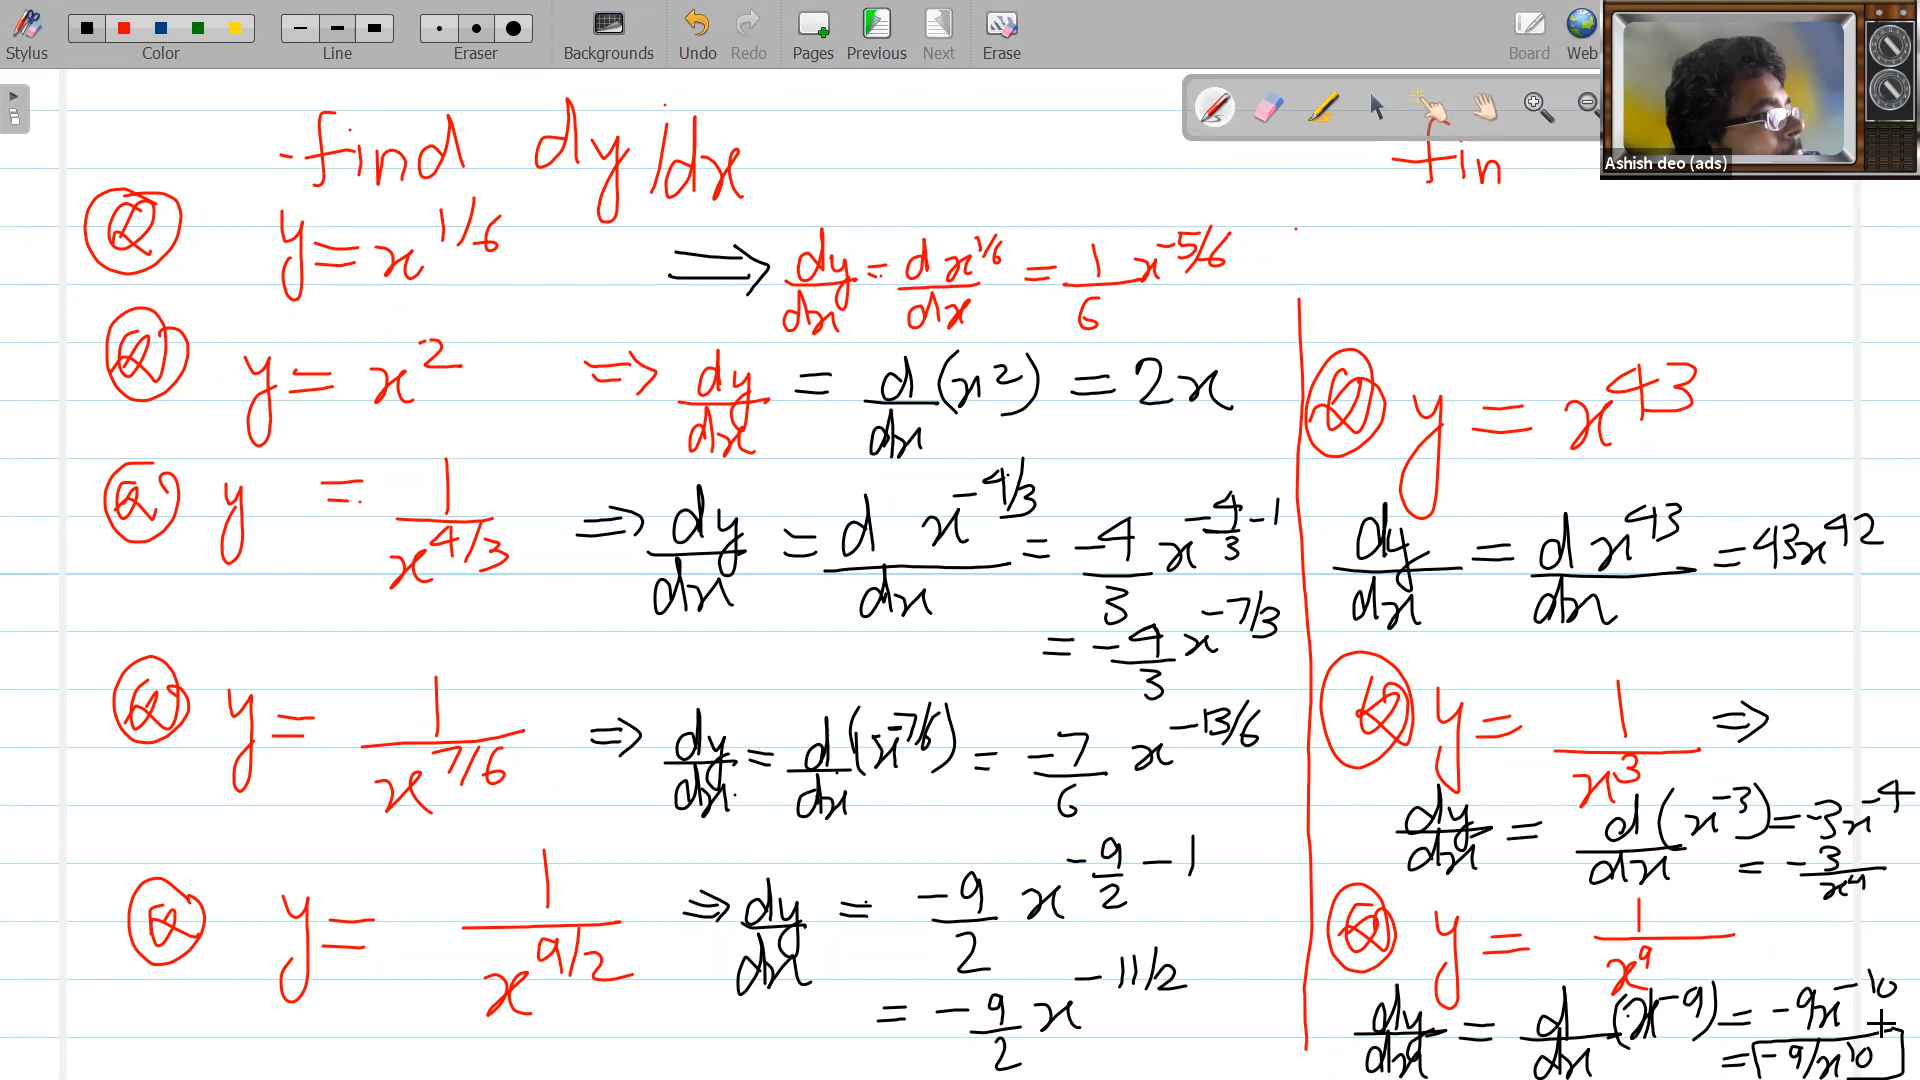 Stylus Color Line Eraser Backgrounds Undo Redo Pages Previous Next Erase Board Web
Ashish deo (ads)
find dy/dx
fin
Q y = x^1/6 ⇒ dy/dx = d x^1/6/dx = 1/6 x^-5/6
Q y = x^2 ⇒ dy/dx = d/dx (x^2) = 2x
Q y = 1/x^4/3 ⇒ dy/dx = d x^-4/3/dx = -4/3 x^-4/3-1
= -4/3 x^-7/3
Q y = 1/x^7/6 ⇒ dy/dx = d/dx (x^-7/6) = -7/6 x^-13/6
Q y = 1/x^9/2 ⇒ dy/dx = -9/2 x^-9/2-1
= -9/2 x^-11/2
Q y = x^43
dy/dx = d x^43/dx = 43x^42
Q y = 1/x^3 ⇒
dy/dx = d/dx (x^-3) = -3x^-4
= -3/x^4
Q y = 1/x^9
dy/dx = d/dx (x^-9) = -9x^-10
= -9/x^10